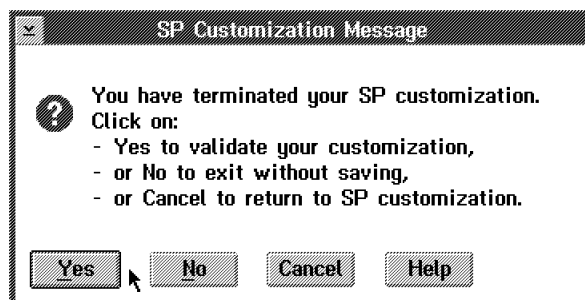 SP Customization Message
You have terminated your SP customization.
Click on:
- Yes to validate your customization,
- or No to exit without saving,
- or Cancel to return to SP customization.
Yes No Cancel Help